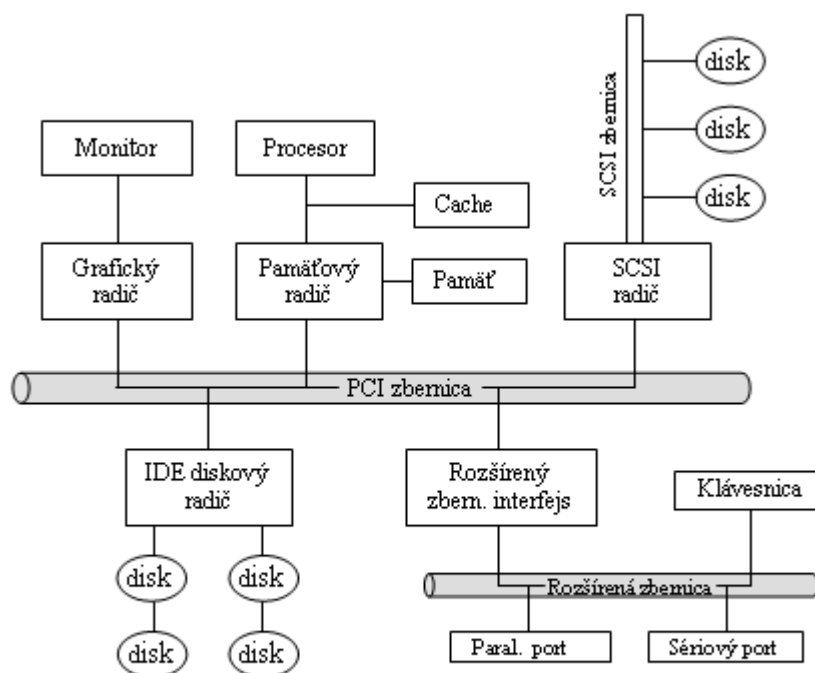 disk
SCSI zbernica
disk
Monitor
Procesor
disk
Cache
Grafický
radič
Pamäťový
radič
Pamäť
SCSI
radič
PCI zbernica
IDE diskový
radič
Rozšírený
zbern. interfejs
Klávesnica
disk
disk
Rozšírená zbernica
disk
disk
Paral. port
Sériový port